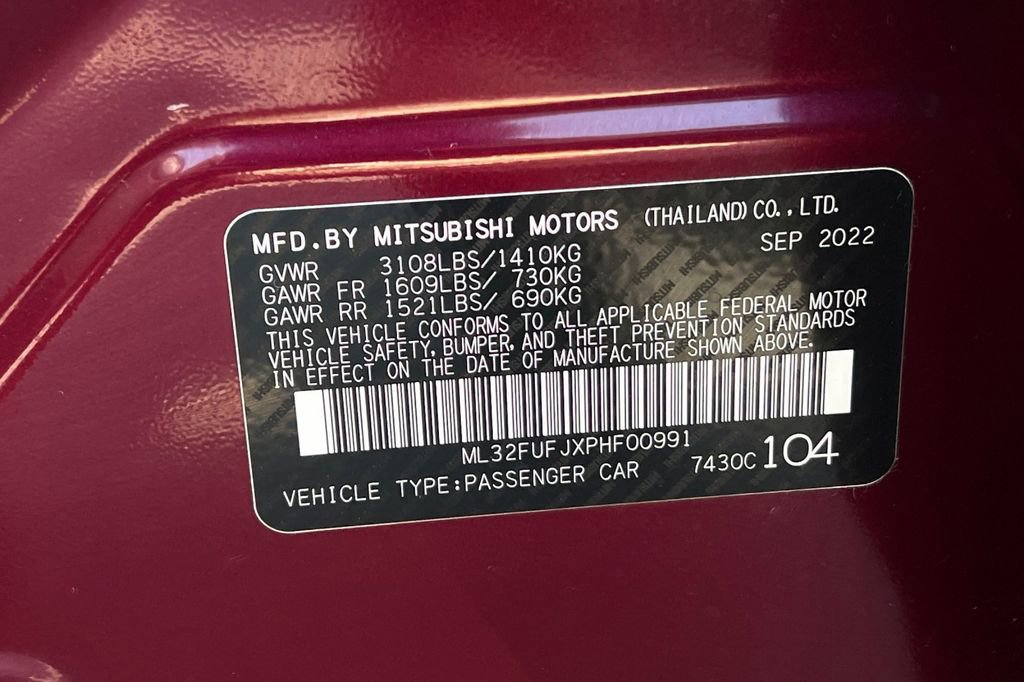 MFD.BY MITSUBISHI MOTORS (THAILAND) CO.,LTD.
SEP 2022
GVWR 3108LBS/1410KG
GAWR FR 1609LBS/ 730KG
GAWR RR 1521LBS/ 690KG
THIS VEHICLE CONFORMS TO ALL APPLICABLE FEDERAL MOTOR
VEHICLE SAFETY, BUMPER, AND THEFT PREVENTION STANDARDS
IN EFFECT ON THE DATE OF MANUFACTURE SHOWN ABOVE.
ML32FUFJXPHF00991
7430C 104
VEHICLE TYPE:PASSENGER CAR